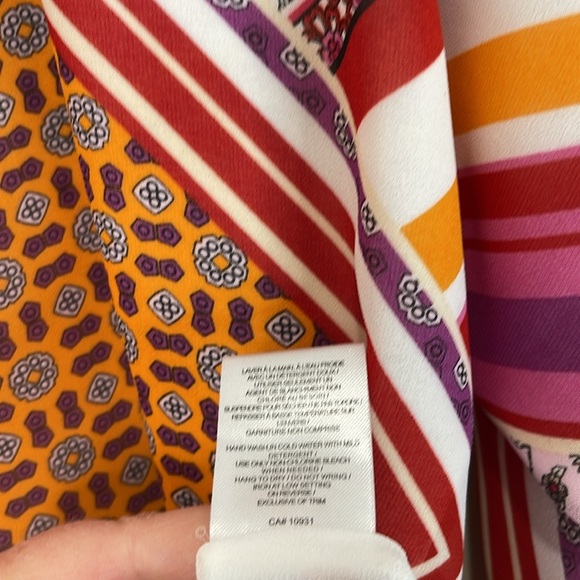 LAVER À LA MAIN À L'EAU FROIDE
AVEC UN DETERGENT DOUX /
UTILISER SEULEMENT UN
AGENT DE BLANCHIMENT NON
CHLORÉ AU BESOIN /
SUSPENDRE POUR SÉCHER / NE PAS TORDRE /
REPASSER À BASSE TEMPÉRATURE SUR
L'ENVERS /
GARNITURE NON COMPRISE
HAND WASH IN COLD WATER WITH MILD
DETERGENT /
USE ONLY NON CHLORINE BLEACH
WHEN NEEDED /
HANG TO DRY / DO NOT WRING /
IRON AT LOW SETTING
ON REVERSE /
EXCLUSIVE OF TRIM
CA# 10931